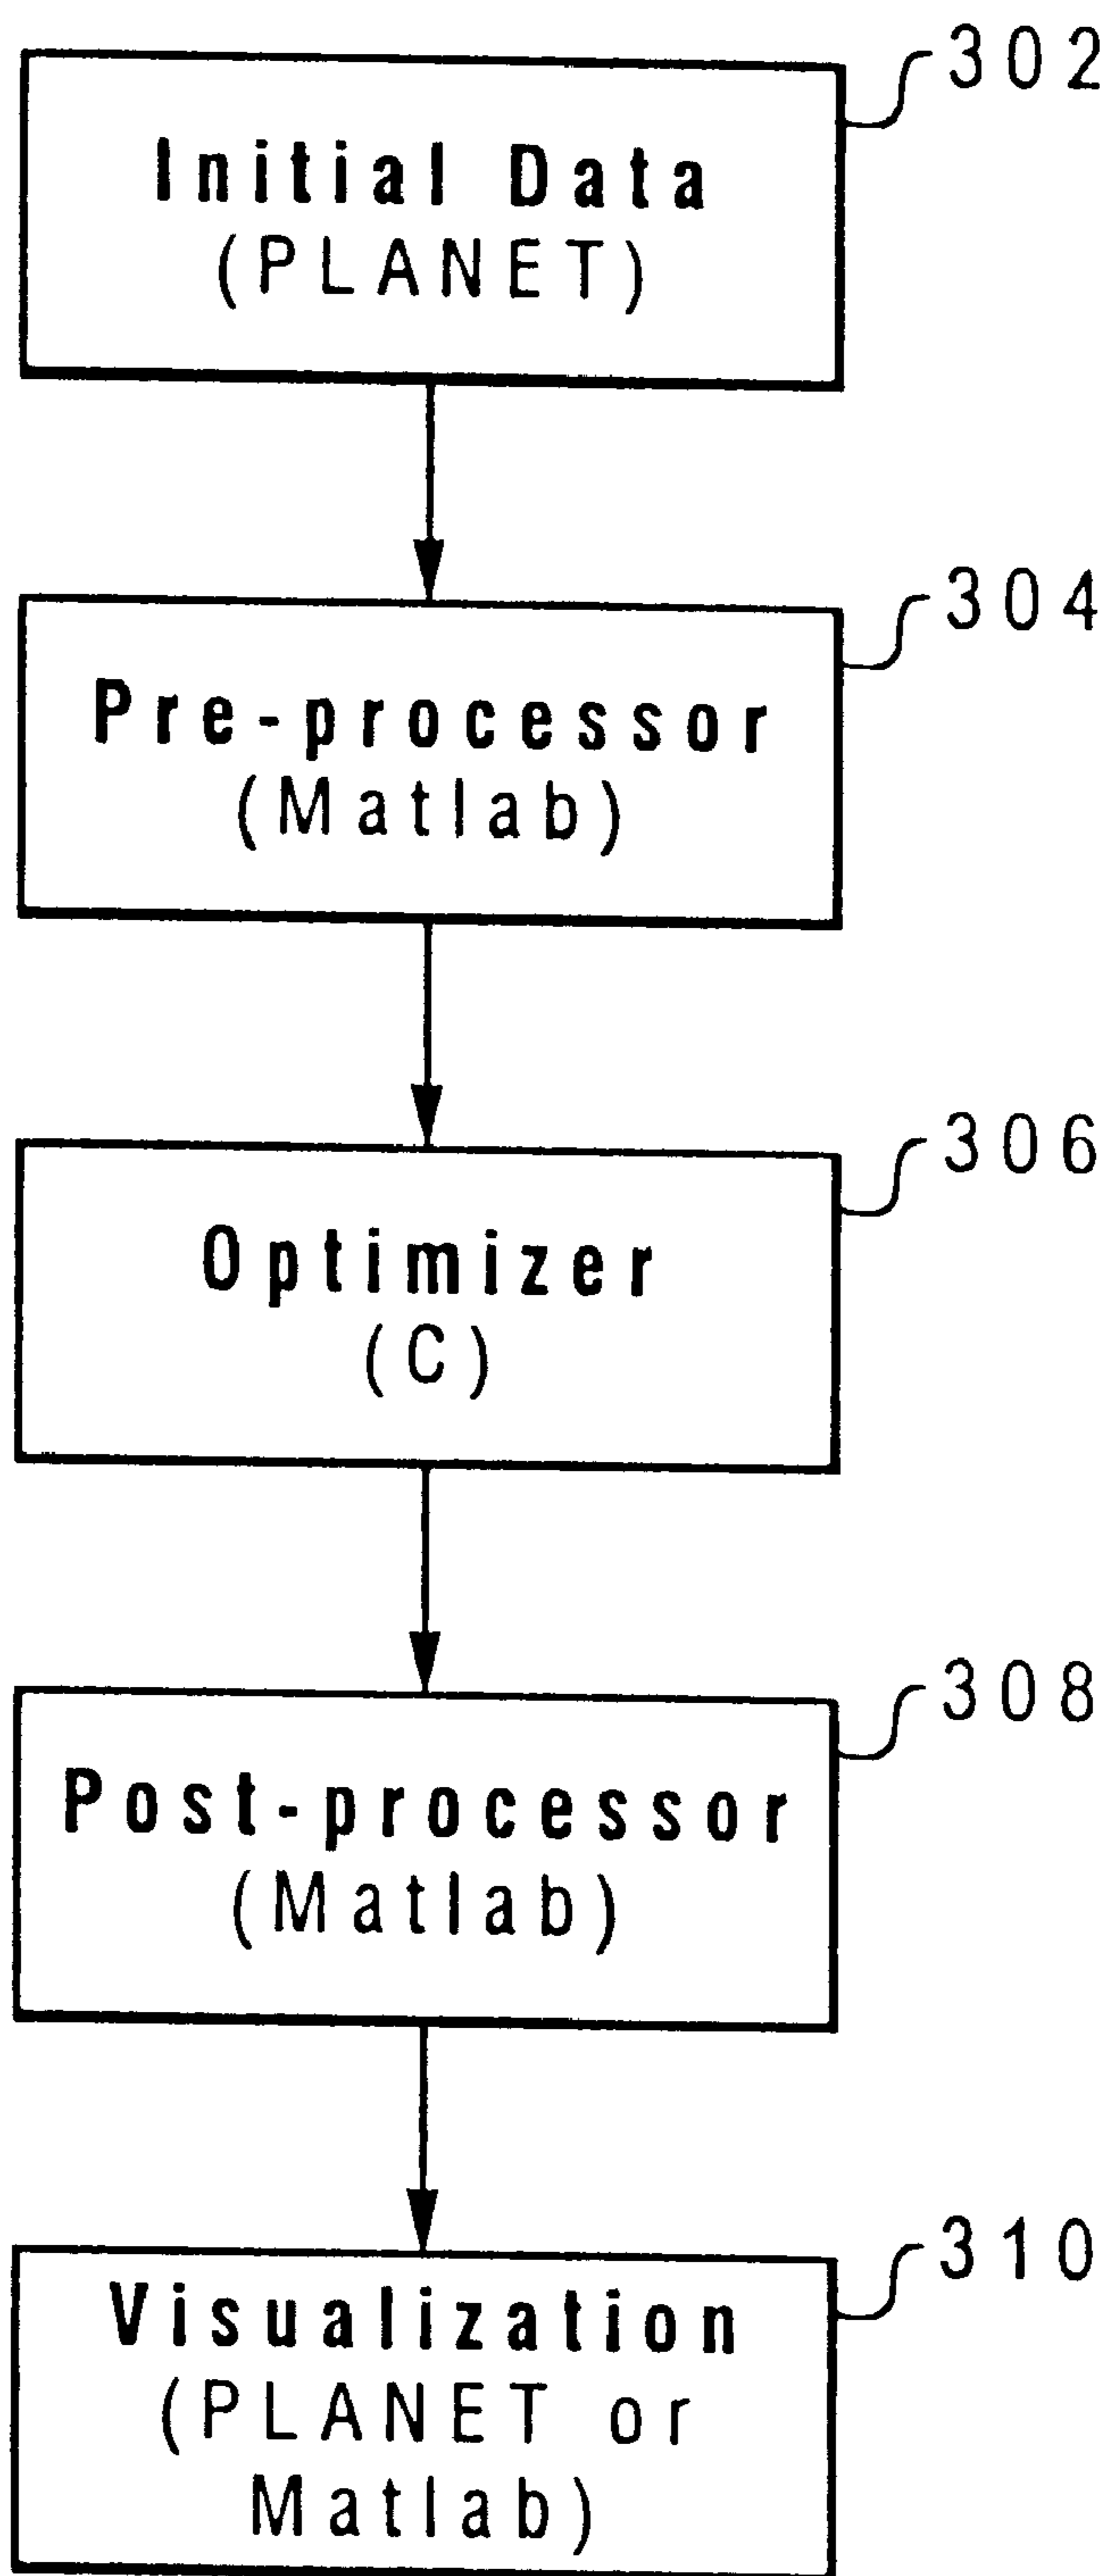 302
Initial Data
(PLANET)
304
Pre-processor
(Matlab)
306
Optimizer
(C)
308
Post-processor
(Matlab)
310
Visualization
(PLANET or
Matlab)